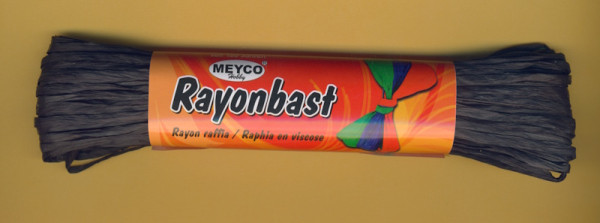 MEYCO®
Hobby
Rayonbast
Rayon raffia / Raphia en viscose